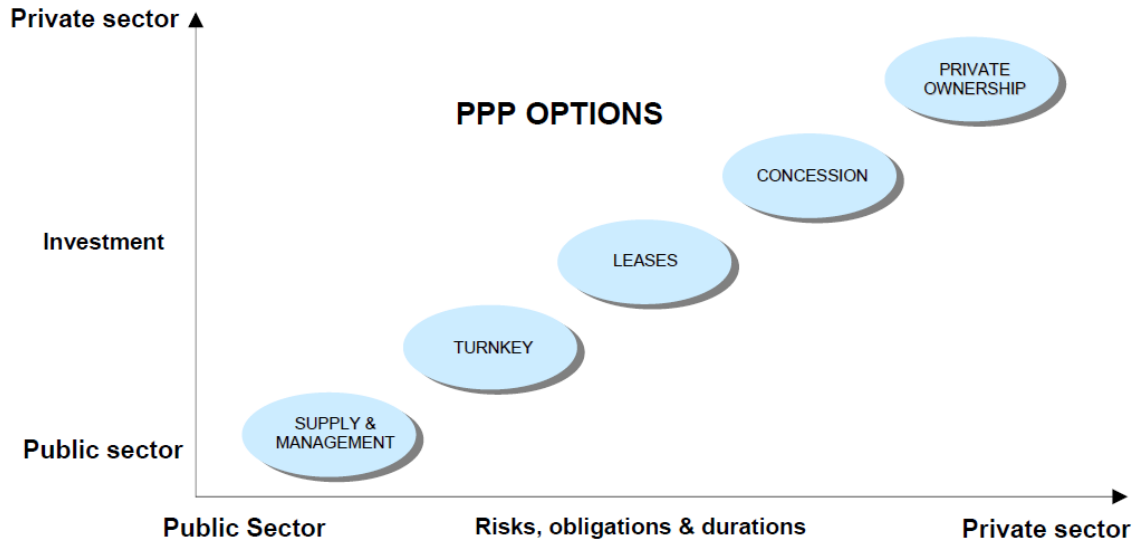 Private sector
PRIVATE
OWNERSHIP
PPP OPTIONS
CONCESSION
Investment
LEASES
TURNKEY
SUPPLY &
MANAGEMENT
Public sector
Public Sector
Risks, obligations & durations
Private sector